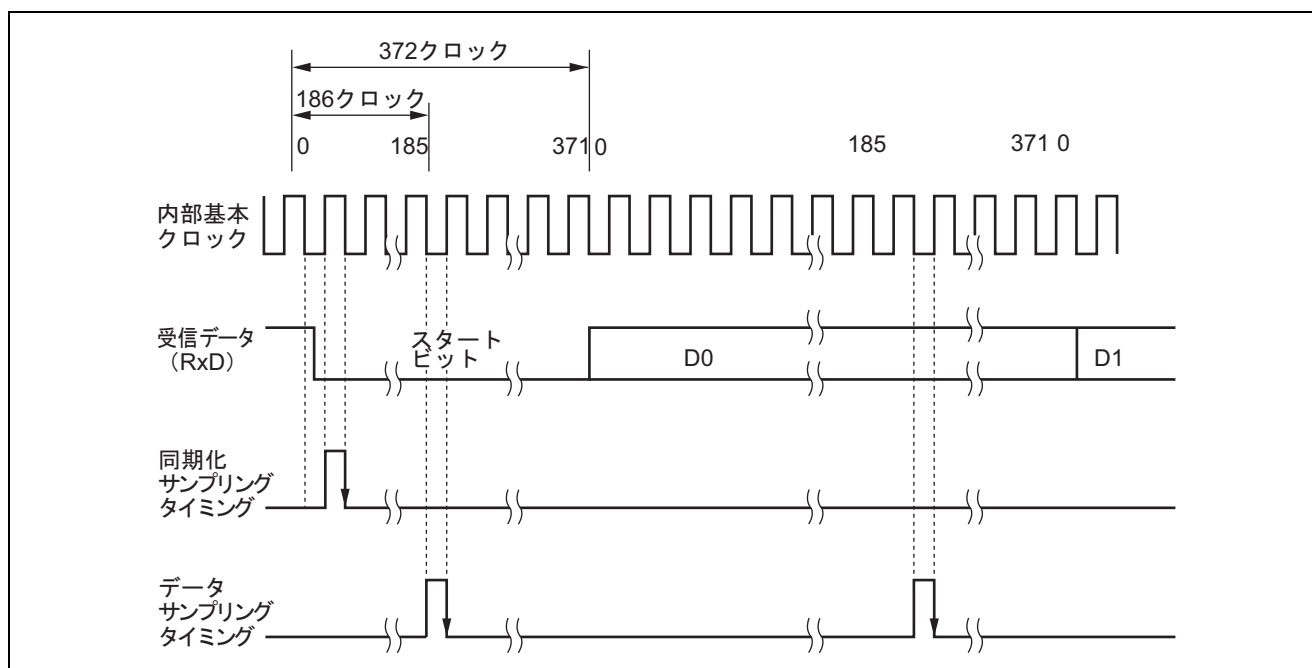 372クロック
186クロック
0 185 371 0 185 371 0
内部基本
クロック
受信データ
(RxD)
スタート
ビット
D0
D1
同期化
サンプリング
タイミング
データ
サンプリング
タイミング